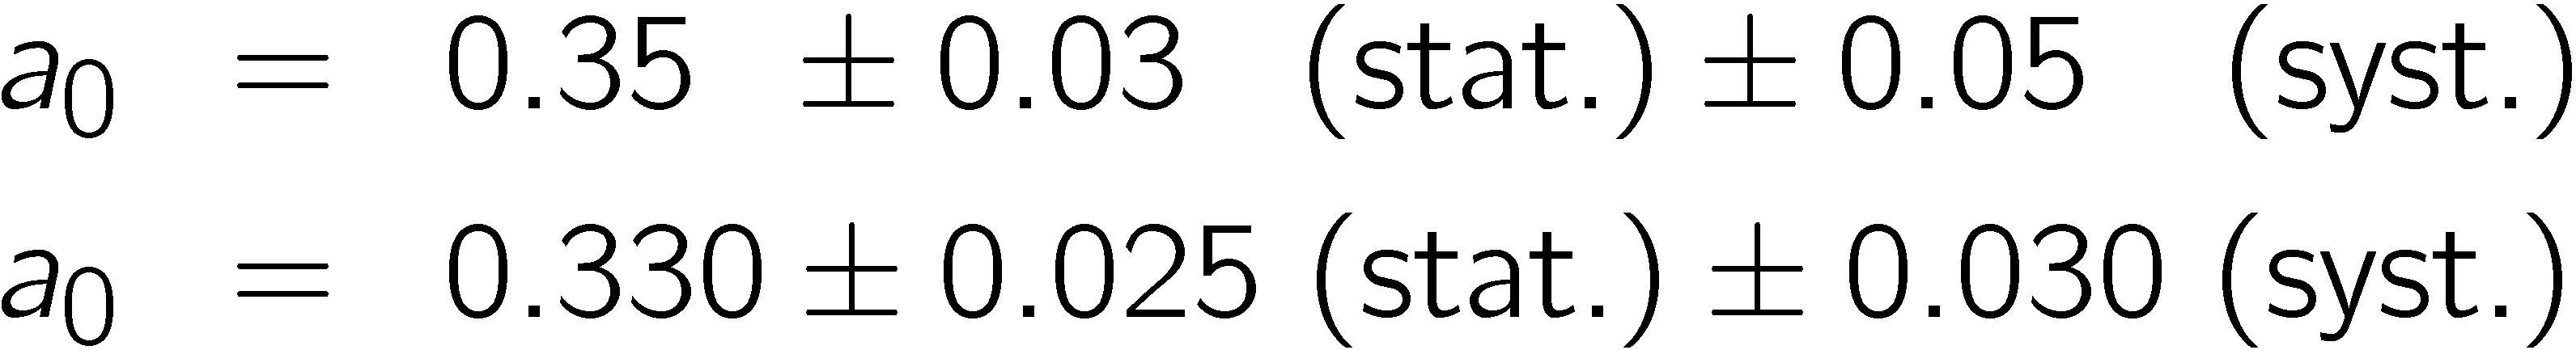 a₀ = 0.35 ± 0.03 (stat.) ± 0.05 (syst.)
a₀ = 0.330 ± 0.025 (stat.) ± 0.030 (syst.)